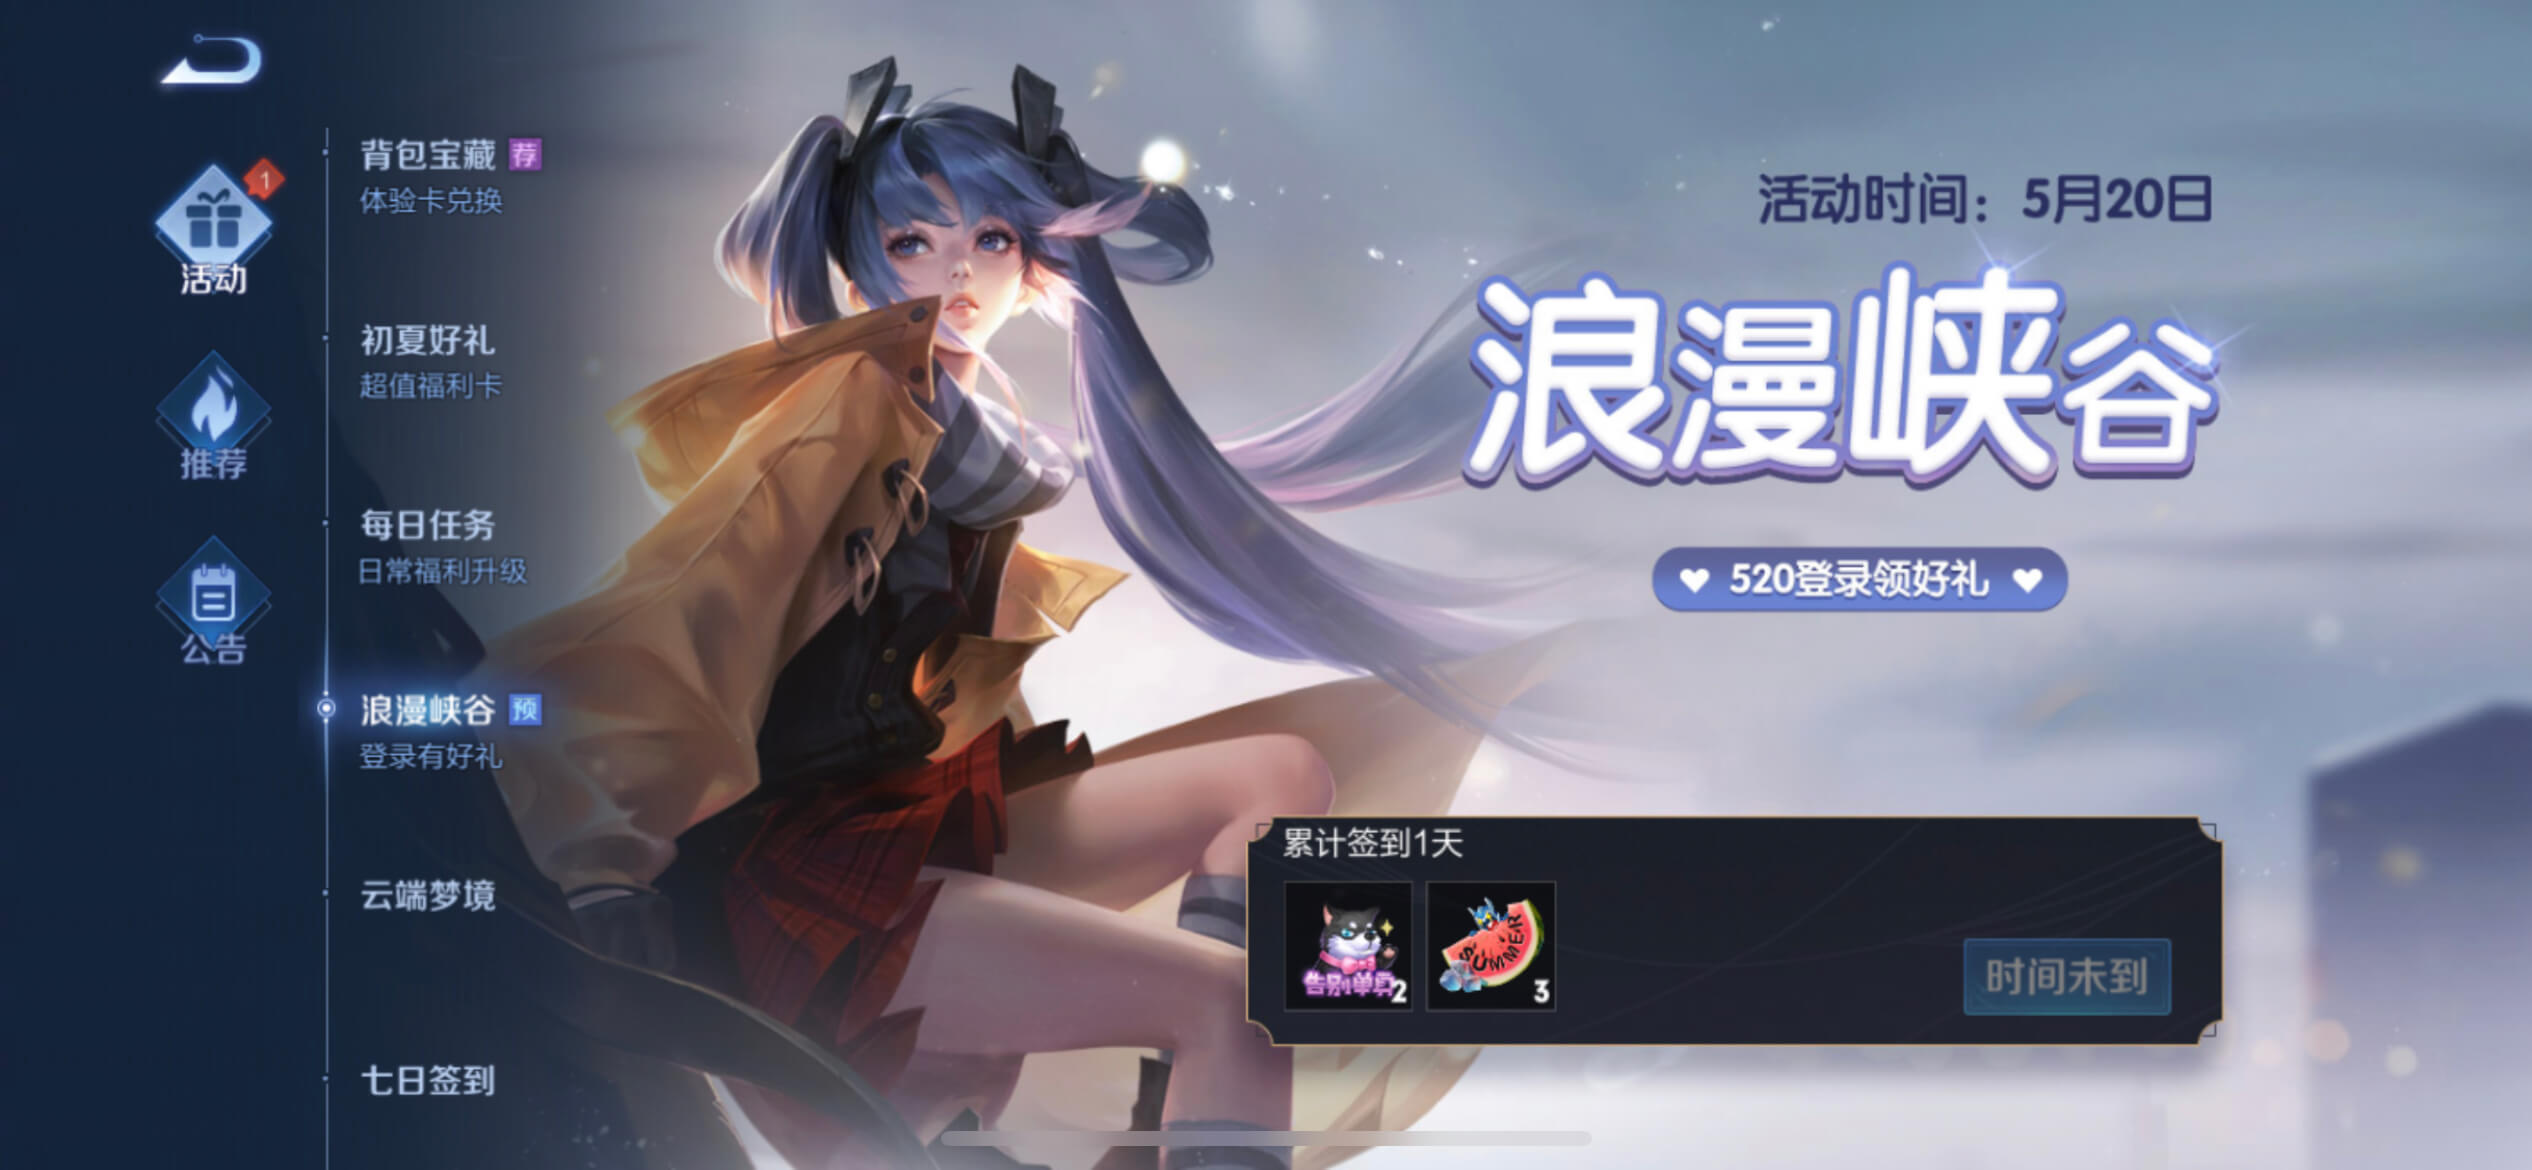 1
活动
推荐
公告
背包宝藏 荐
体验卡兑换
初夏好礼
超值福利卡
每日任务
日常福利升级
浪漫峡谷 预
登录有好礼
云端梦境
七日签到
活动时间：5月20日
浪漫峡谷
520登录领好礼
累计签到1天
告别单身
2
SUMMER
3
时间未到